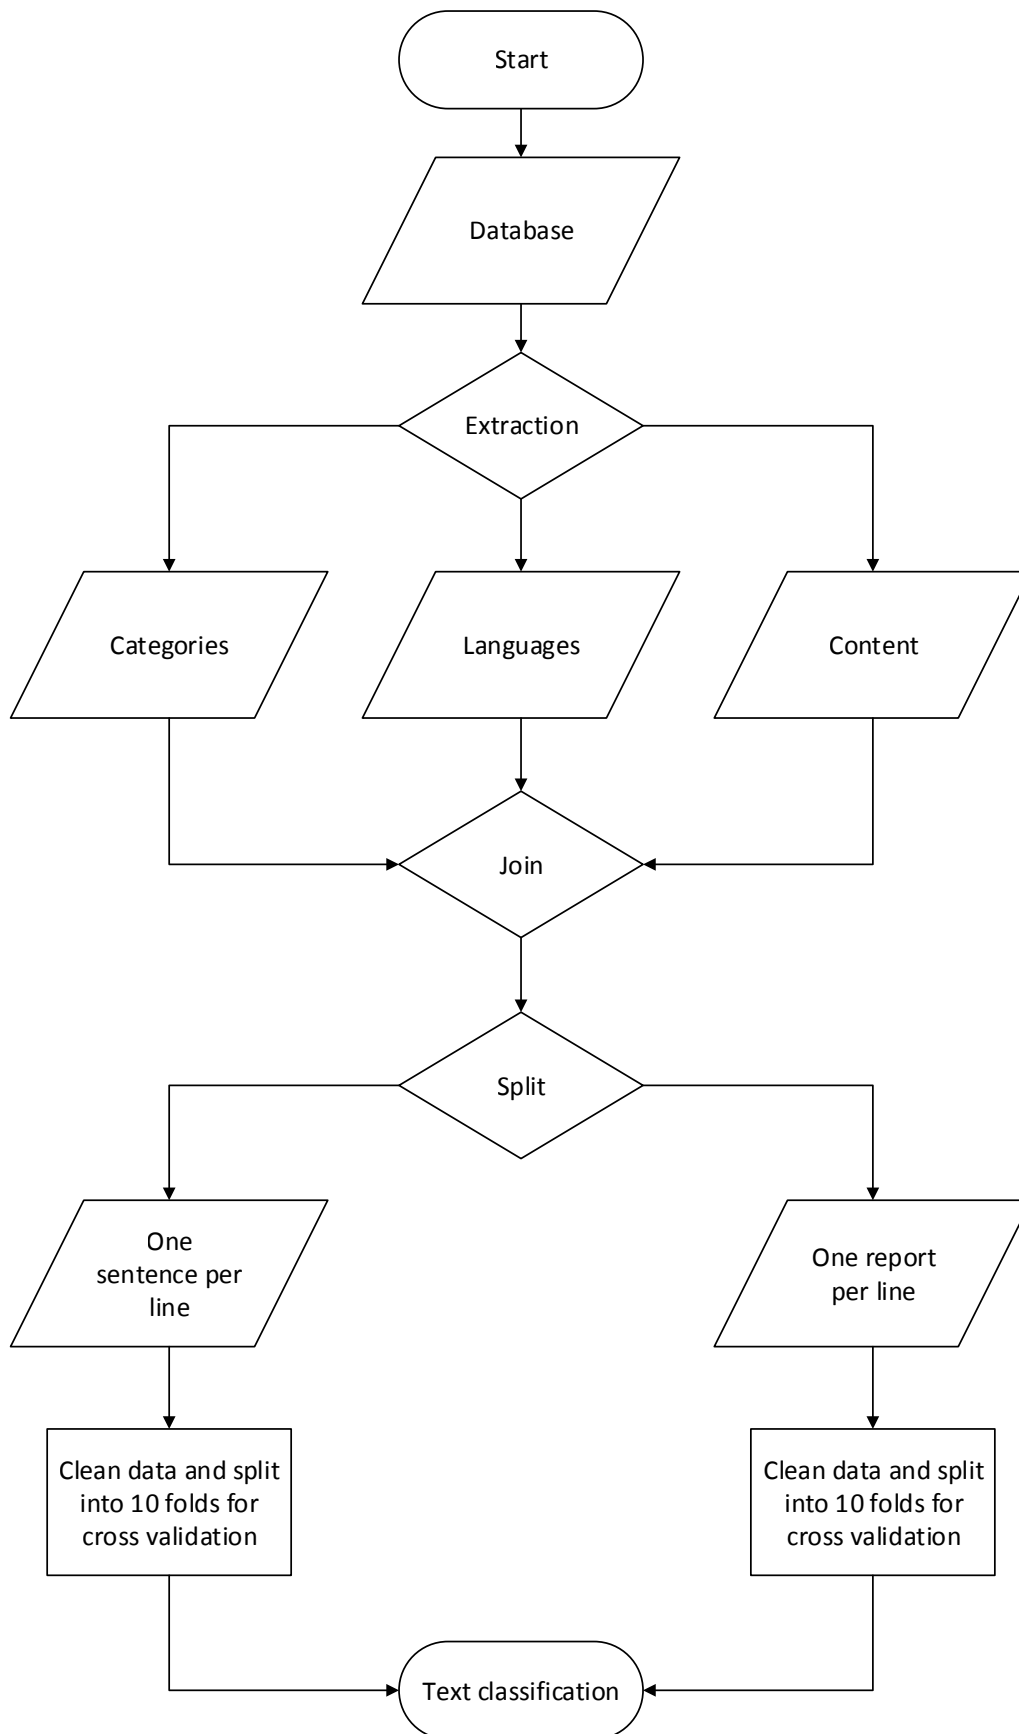 Start
Database
Extraction
Categories
Languages
Content
Join
Split
One
sentence per
line
One report
per line
Clean data and split
into 10 folds for
cross validation
Clean data and split
into 10 folds for
cross validation
Text classification